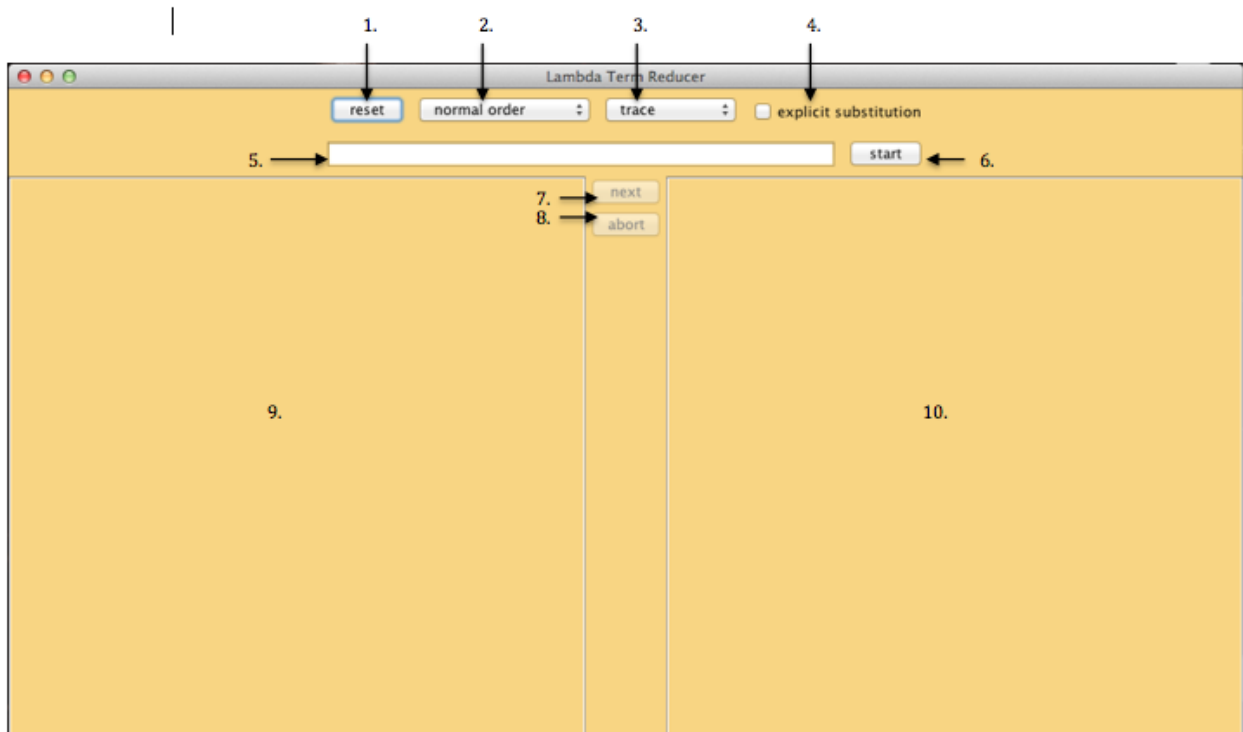 1. 2. 3. 4.
Lambda Term Reducer
reset normal order trace explicit substitution
5. start 6.
7. next
8. abort
9. 10.